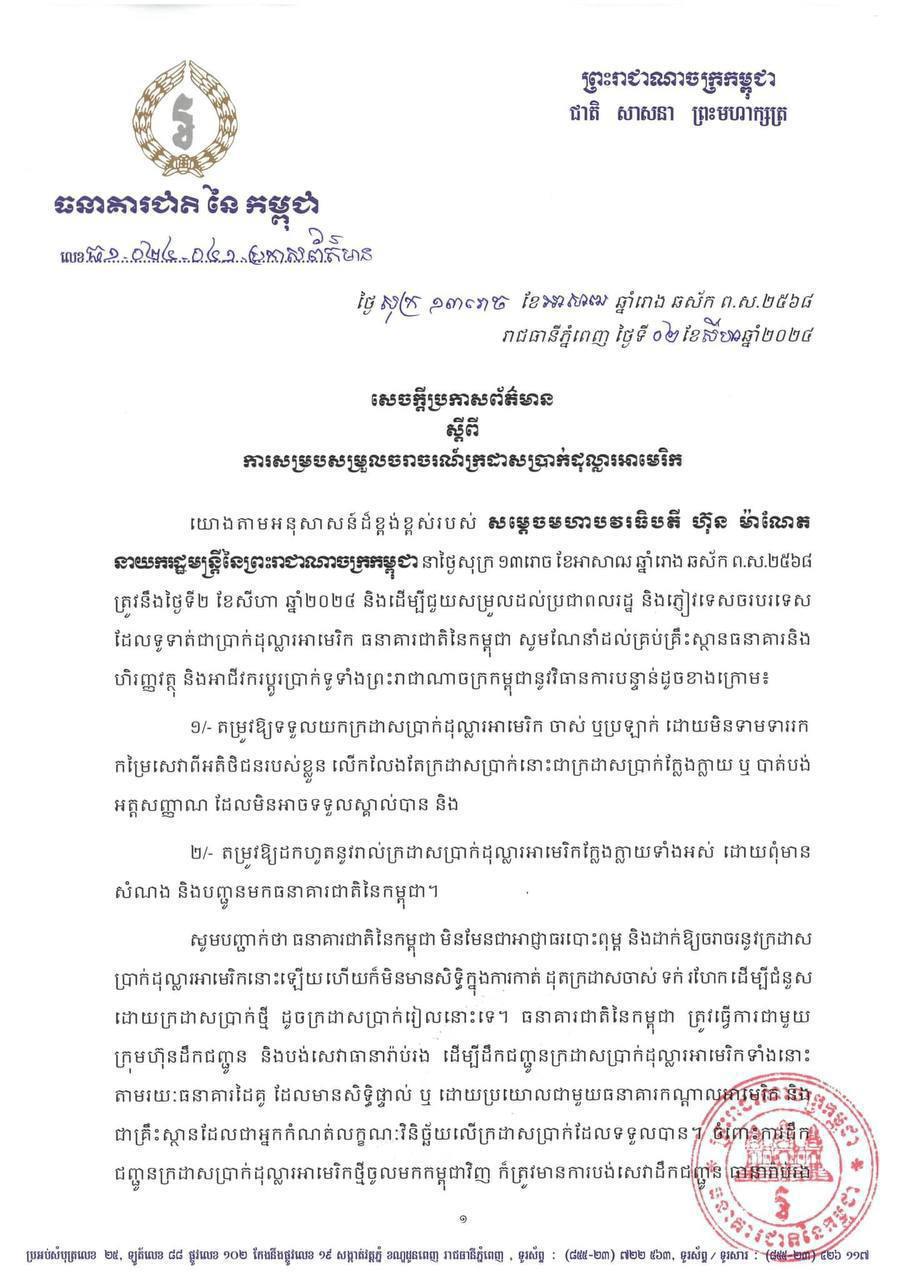 ព្រះរាជាណាចក្រកម្ពុជា
ជាតិ សាសនា ព្រះមហាក្សត្រ
ធនាគារជាតិ នៃ កម្ពុជា
លេខ ប្រកាសព័ត៌មាន
ថ្ងៃ សុក្រ ១៣រោច ខែអាសាឍ ឆ្នាំរោង ឆស័ក ព.ស.២៥៦៨
រាជធានីភ្នំពេញ ថ្ងៃទី ០២ ខែសីហា ឆ្នាំ២០២៤
សេចក្តីប្រកាសព័ត៌មាន
ស្តីពី
ការសម្របសម្រួលចរាចរណ៍ក្រដាសប្រាក់ដុល្លារអាមេរិក
យោងតាមអនុសាសន៍ដ៏ខ្ពង់ខ្ពស់របស់ សម្តេចមហាបវរធិបតី ហ៊ុន ម៉ាណែត
នាយករដ្ឋមន្ត្រីនៃព្រះរាជាណាចក្រកម្ពុជា នាថ្ងៃសុក្រ ១៣រោច ខែអាសាឍ ឆ្នាំរោង ឆស័ក ព.ស.២៥៦៨
ត្រូវនឹងថ្ងៃទី២ ខែសីហា ឆ្នាំ២០២៤ និងដើម្បីជួយសម្រួលដល់ប្រជាពលរដ្ឋ និងភ្ញៀវទេសចរបរទេស
ដែលទូទាត់ជាប្រាក់ដុល្លារអាមេរិក ធនាគារជាតិនៃកម្ពុជា សូមណែនាំដល់គ្រប់គ្រឹះស្ថានធនាគារនិង
ហិរញ្ញវត្ថុ និងអាជីវករប្តូរប្រាក់ទូទាំងព្រះរាជាណាចក្រកម្ពុជានូវវិធានការបន្ទាន់ដូចខាងក្រោម៖
១/- តម្រូវឱ្យទទួលយកក្រដាសប្រាក់ដុល្លារអាមេរិក ចាស់ ឬប្រឡាក់ ដោយមិនទាមទាររក
កម្រៃសេវាពីអតិថិជនរបស់ខ្លួន លើកលែងតែក្រដាសប្រាក់នោះជាក្រដាសប្រាក់ក្លែងក្លាយ ឬ បាត់បង់
អត្តសញ្ញាណ ដែលមិនអាចទទួលស្គាល់បាន និង
២/- តម្រូវឱ្យដកហូតនូវរាល់ក្រដាសប្រាក់ដុល្លារអាមេរិកក្លែងក្លាយទាំងអស់ ដោយពុំមាន
សំណង និងបញ្ជូនមកធនាគារជាតិនៃកម្ពុជា។
សូមបញ្ជាក់ថា ធនាគារជាតិនៃកម្ពុជា មិនមែនជាអាជ្ញាធរបោះពុម្ព និងដាក់ឱ្យចរាចរនូវក្រដាស
ប្រាក់ដុល្លារអាមេរិកនោះឡើយ ហើយក៏មិនមានសិទ្ធិក្នុងការកាត់ ដុតក្រដាសចាស់ ទក់ រហែក ដើម្បីជំនួស
ដោយក្រដាសប្រាក់ថ្មី ដូចក្រដាសប្រាក់រៀលនោះទេ។ ធនាគារជាតិនៃកម្ពុជា ត្រូវធ្វើការជាមួយ
ក្រុមហ៊ុនដឹកជញ្ជូន និងបង់សេវាធានារ៉ាប់រង ដើម្បីដឹកជញ្ជូនក្រដាសប្រាក់ដុល្លារអាមេរិកទាំងនោះ
តាមរយៈធនាគារដៃគូ ដែលមានសិទ្ធិផ្ទាល់ ឬ ដោយប្រយោលជាមួយធនាគារកណ្តាលអាមេរិក និង
ជាគ្រឹះស្ថានដែលជាអ្នកកំណត់លក្ខណៈវិនិច្ឆ័យលើក្រដាសប្រាក់ដែលទទួលបាន។ ចំពោះការដឹក
ជញ្ជូនក្រដាសប្រាក់ដុល្លារអាមេរិកថ្មីចូលមកកម្ពុជាវិញ ក៏ត្រូវមានការបង់សេវាដឹកជញ្ជូន ធានារ៉ាប់រង
១
ប្រអប់សំបុត្រលេខ ២៥, ឡូត៍លេខ ៨៨ ផ្លូវលេខ ១០២ កែងនឹងផ្លូវលេខ ១៩ សង្កាត់វត្តភ្នំ ខណ្ឌដូនពេញ រាជធានីភ្នំពេញ , ទូរស័ព្ទ : (៨៥៥-២៣) ៧២២ ៥៦៣, ទូរស័ព្ទ / ទូរសារ : (៨៥៥-២៣) ៤២៦ ១១៧